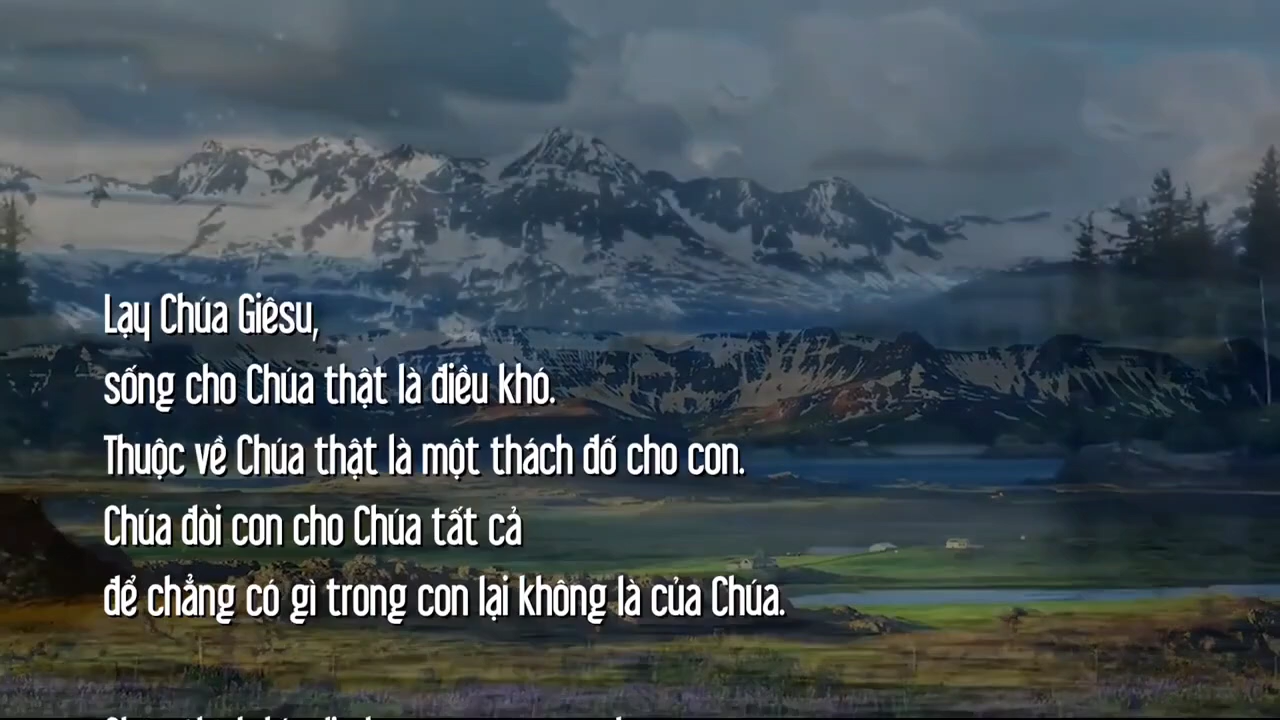 Lạy Chúa Giêsu,
sống cho Chúa thật là điều khó.
Thuộc về Chúa thật là một thách đố cho con.
Chúa đòi con cho Chúa tất cả
để chẳng có gì trong con lại không là của Chúa.